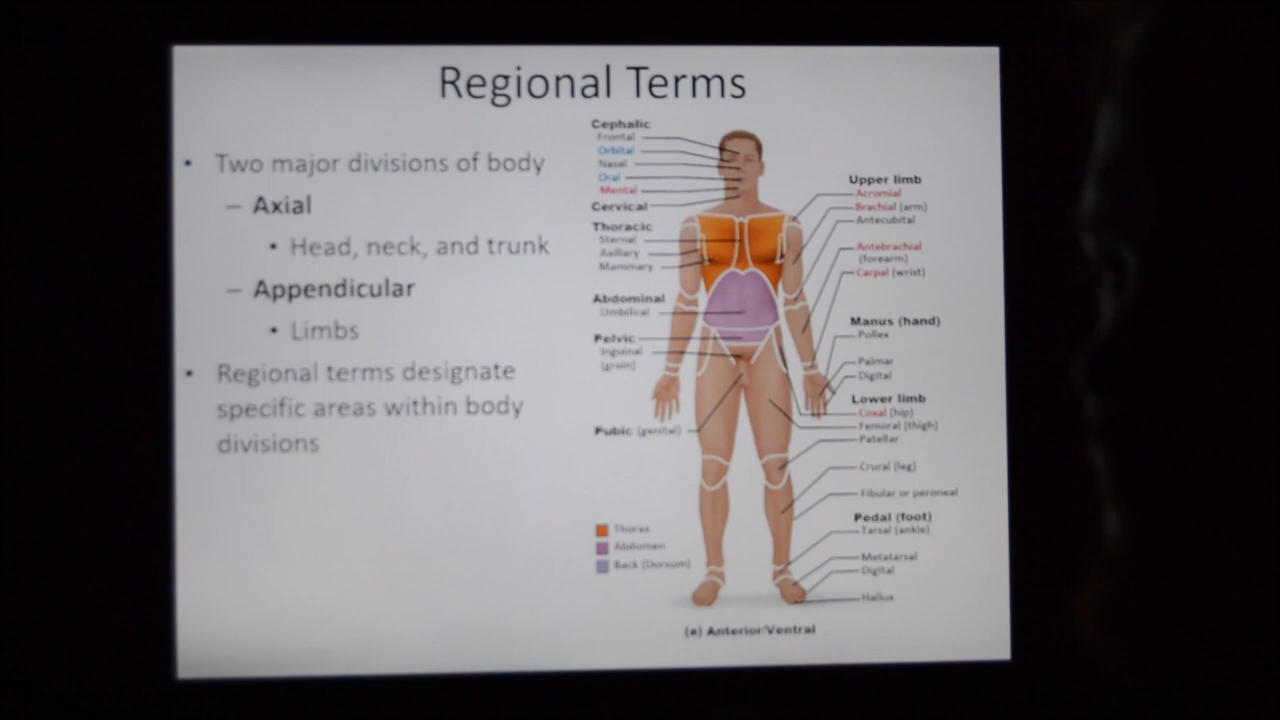 Regional Terms
• Two major divisions of body
– Axial
• Head, neck, and trunk
– Appendicular
• Limbs
• Regional terms designate
specific areas within body
divisions
Cephalic
Frontal
Orbital
Nasal
Oral
Mental
Cervical
Thoracic
Sternal
Axillary
Mammary
Abdominal
Umbilical
Pelvic
Inguinal
(groin)
Pubic (genital)
Thorax
Abdomen
Back (Dorsum)
Upper limb
Acromial
Brachial (arm)
Antecubital
Antebrachial
(forearm)
Carpal (wrist)
Manus (hand)
Pollex
Palmar
Digital
Lower limb
Coxal (hip)
Femoral (thigh)
Patellar
Crural (leg)
Fibular or peroneal
Pedal (foot)
Tarsal (ankle)
Metatarsal
Digital
Hallux
(a) Anterior/Ventral